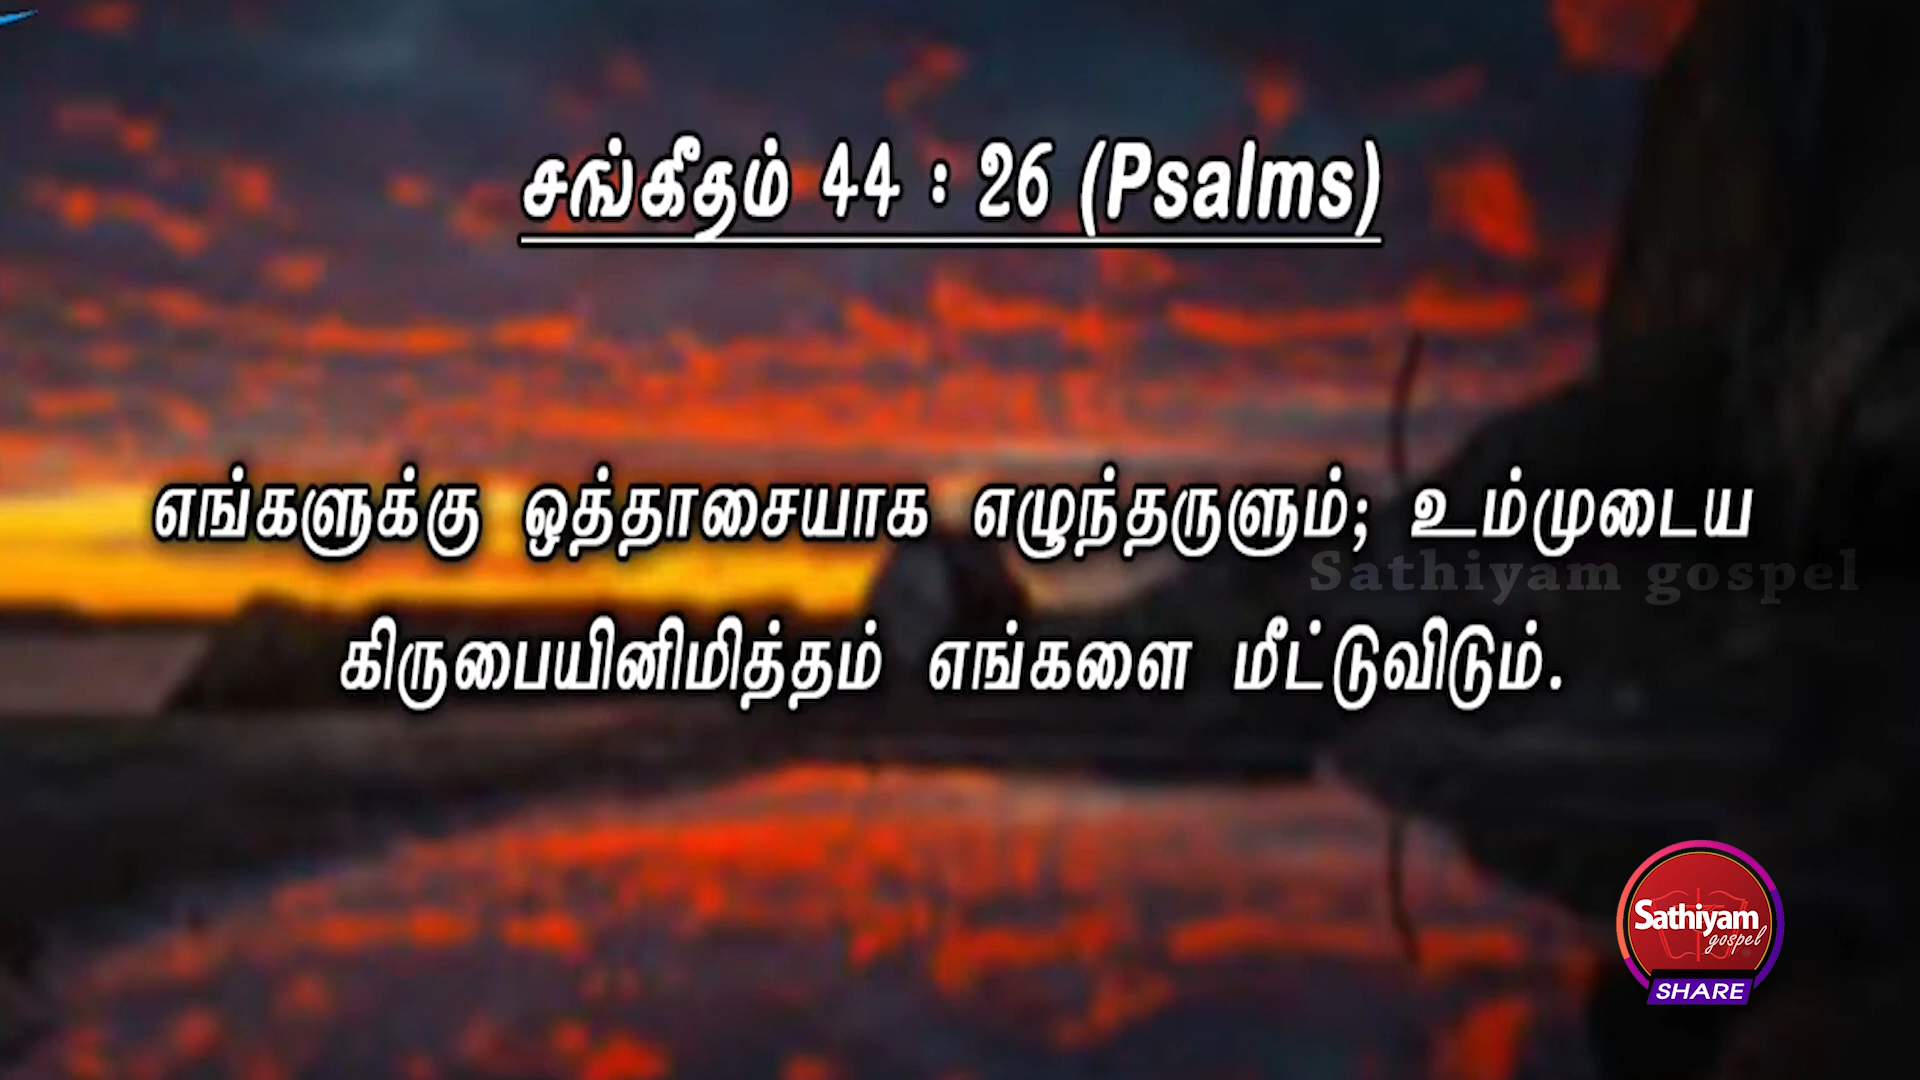 சங்கீதம் 44 : 26 (Psalms)
எங்களுக்கு ஒத்தாசையாக எழுந்தருளும்; உம்முடைய
Sathiyam gospel
கிருபையினிமித்தம் எங்களை மீட்டுவிடும்.
Sathiyam
gospel
SHARE